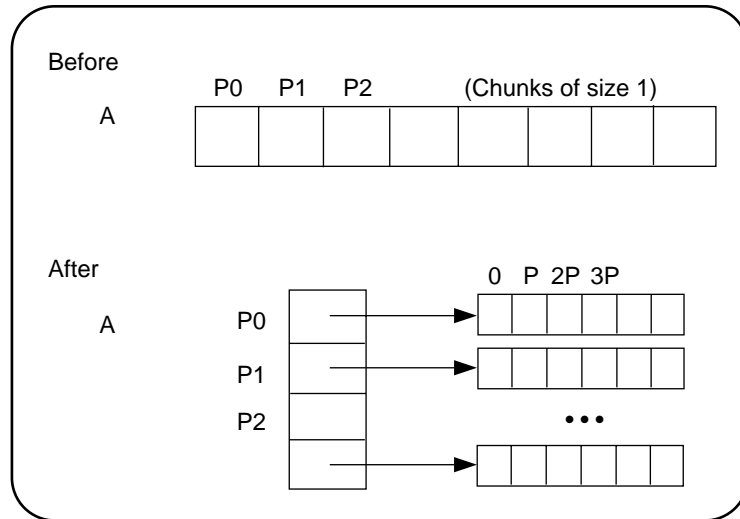 Before
P0 P1 P2 (Chunks of size 1)
A
After
0 P 2P 3P
A
P0
P1
P2
•••